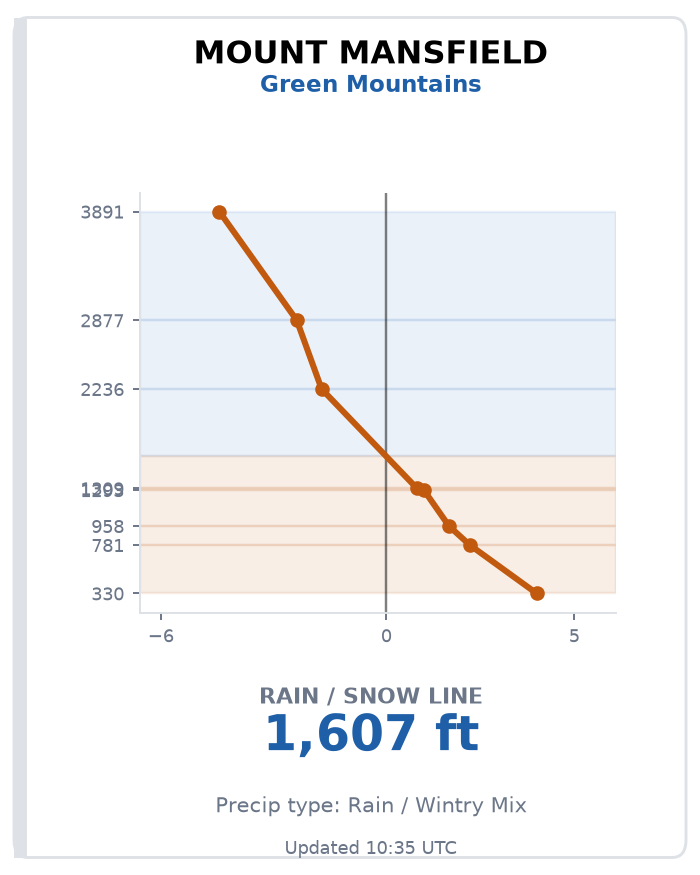 MOUNT MANSFIELD
Green Mountains
3891
2877
2236
958
781
330
−6 0 5
RAIN / SNOW LINE
1,607 ft
Precip type: Rain / Wintry Mix
Updated 10:35 UTC